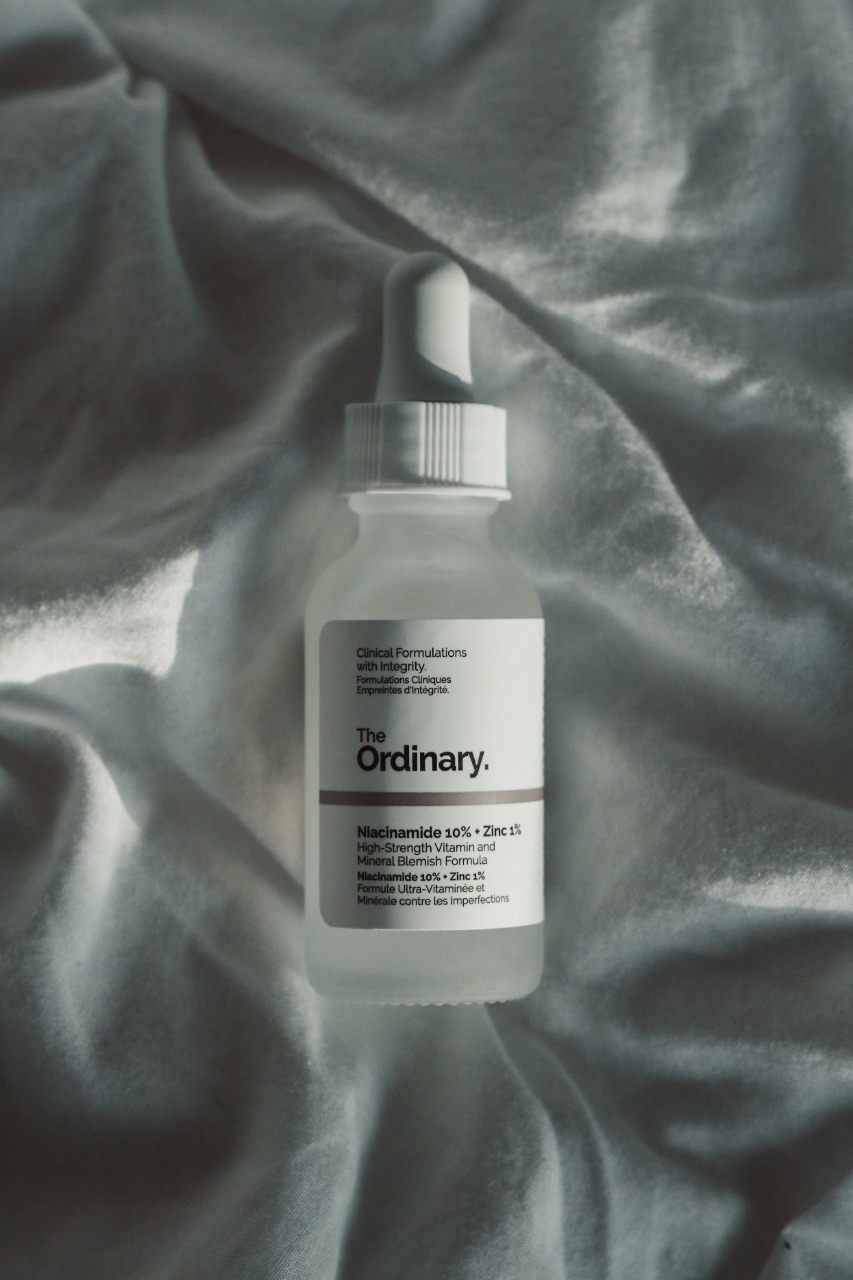 Clinical Formulations
with Integrity.
Formulations Cliniques
Empreintes d'Intégrité.
The
Ordinary.
Niacinamide 10% + Zinc 1%
High-Strength Vitamin and
Mineral Blemish Formula
Niacinamide 10% + Zinc 1%
Formule Ultra-Vitaminée et
Minérale contre les Imperfections